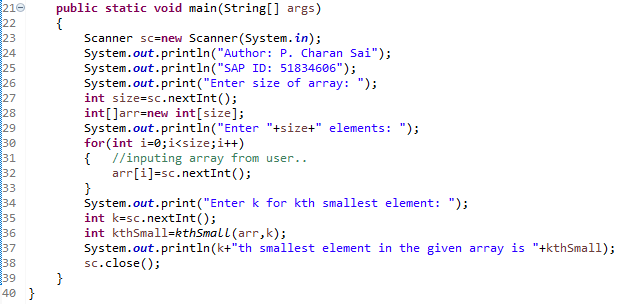 21 public static void main(String[] args)
22 {
23 Scanner sc=new Scanner(System.in);
24 System.out.println("Author: P. Charan Sai");
25 System.out.println("SAP ID: 51834606");
26 System.out.print("Enter size of array: ");
27 int size=sc.nextInt();
28 int[]arr=new int[size];
29 System.out.println("Enter "+size+" elements: ");
30 for(int i=0;i<size;i++)
31 { //inputing array from user..
32 arr[i]=sc.nextInt();
33 }
34 System.out.print("Enter k for kth smallest element: ");
35 int k=sc.nextInt();
36 int kthSmall=kthSmall(arr,k);
37 System.out.println(k+"th smallest element in the given array is "+kthSmall);
38 sc.close();
39 }
40 }